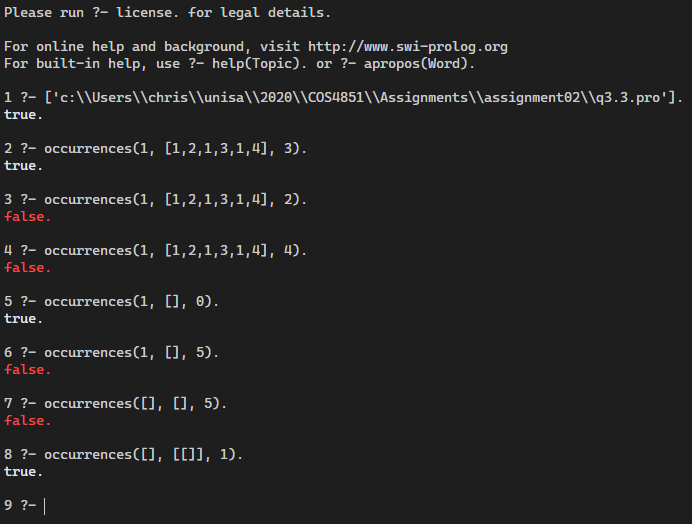 Please run ?- license. for legal details.
For online help and background, visit http://www.swi-prolog.org
For built-in help, use ?- help(Topic). or ?- apropos(Word).
1 ?- ['c:\\Users\\chris\\unisa\\2020\\COS4851\\Assignments\\assignment02\\q3.3.pro'].
true.
2 ?- occurrences(1, [1,2,1,3,1,4], 3).
true.
3 ?- occurrences(1, [1,2,1,3,1,4], 2).
false.
4 ?- occurrences(1, [1,2,1,3,1,4], 4).
false.
5 ?- occurrences(1, [], 0).
true.
6 ?- occurrences(1, [], 5).
false.
7 ?- occurrences([], [], 5).
false.
8 ?- occurrences([], [[]], 1).
true.
9 ?-